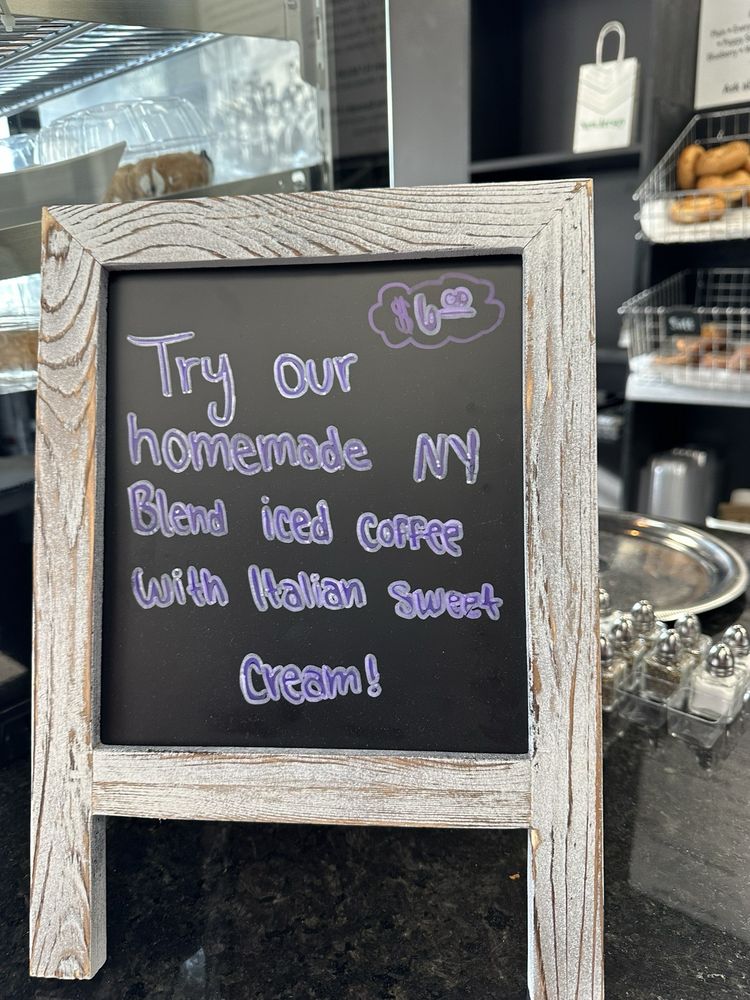 $6.00
Try our
homemade NY
Blend iced Coffee
with Italian Sweet
Cream!